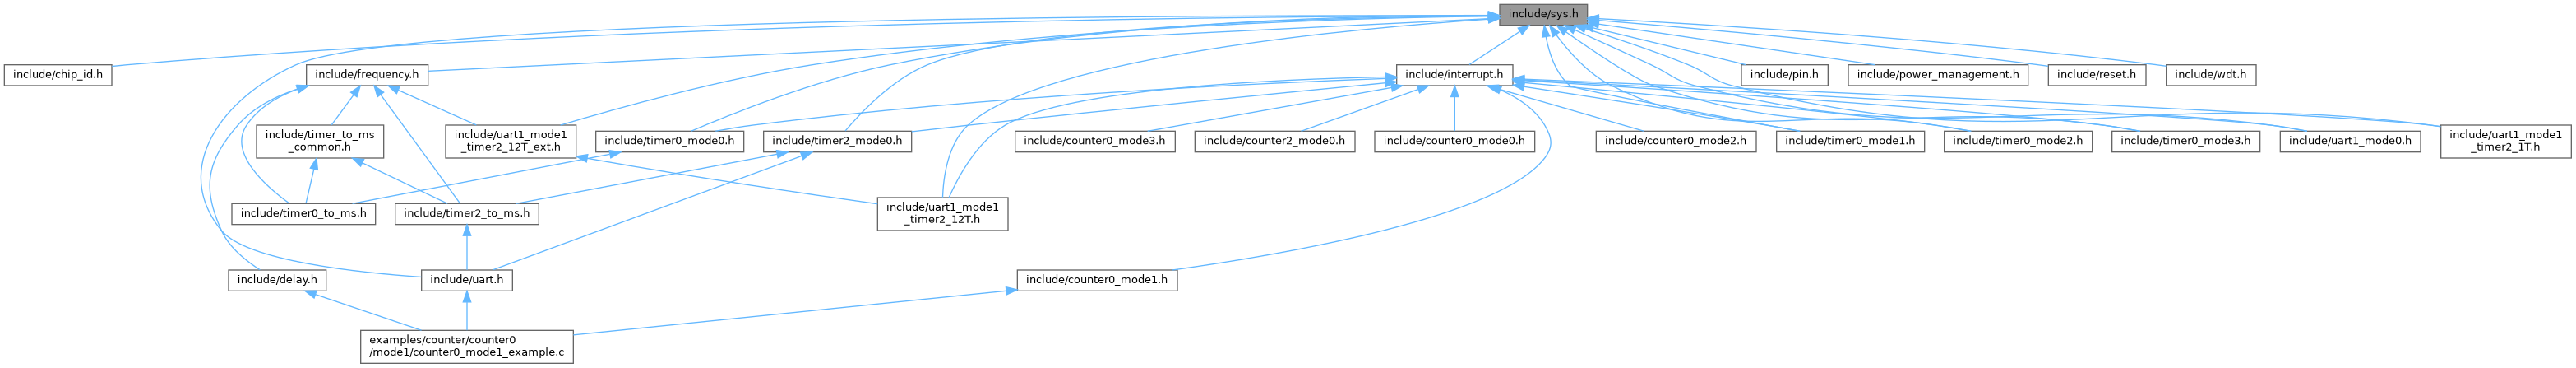 include/sys.h
include/chip_id.h
include/frequency.h
include/interrupt.h
include/pin.h
include/power_management.h
include/reset.h
include/wdt.h
include/timer_to_ms
_common.h
include/uart1_mode1
_timer2_12T_ext.h
include/timer0_mode0.h
include/timer2_mode0.h
include/counter0_mode3.h
include/counter2_mode0.h
include/counter0_mode0.h
include/counter0_mode2.h
include/timer0_mode1.h
include/timer0_mode2.h
include/timer0_mode3.h
include/uart1_mode0.h
include/uart1_mode1
_timer2_1T.h
include/timer0_to_ms.h
include/timer2_to_ms.h
include/uart1_mode1
_timer2_12T.h
include/delay.h
include/uart.h
include/counter0_mode1.h
examples/counter/counter0
/mode1/counter0_mode1_example.c